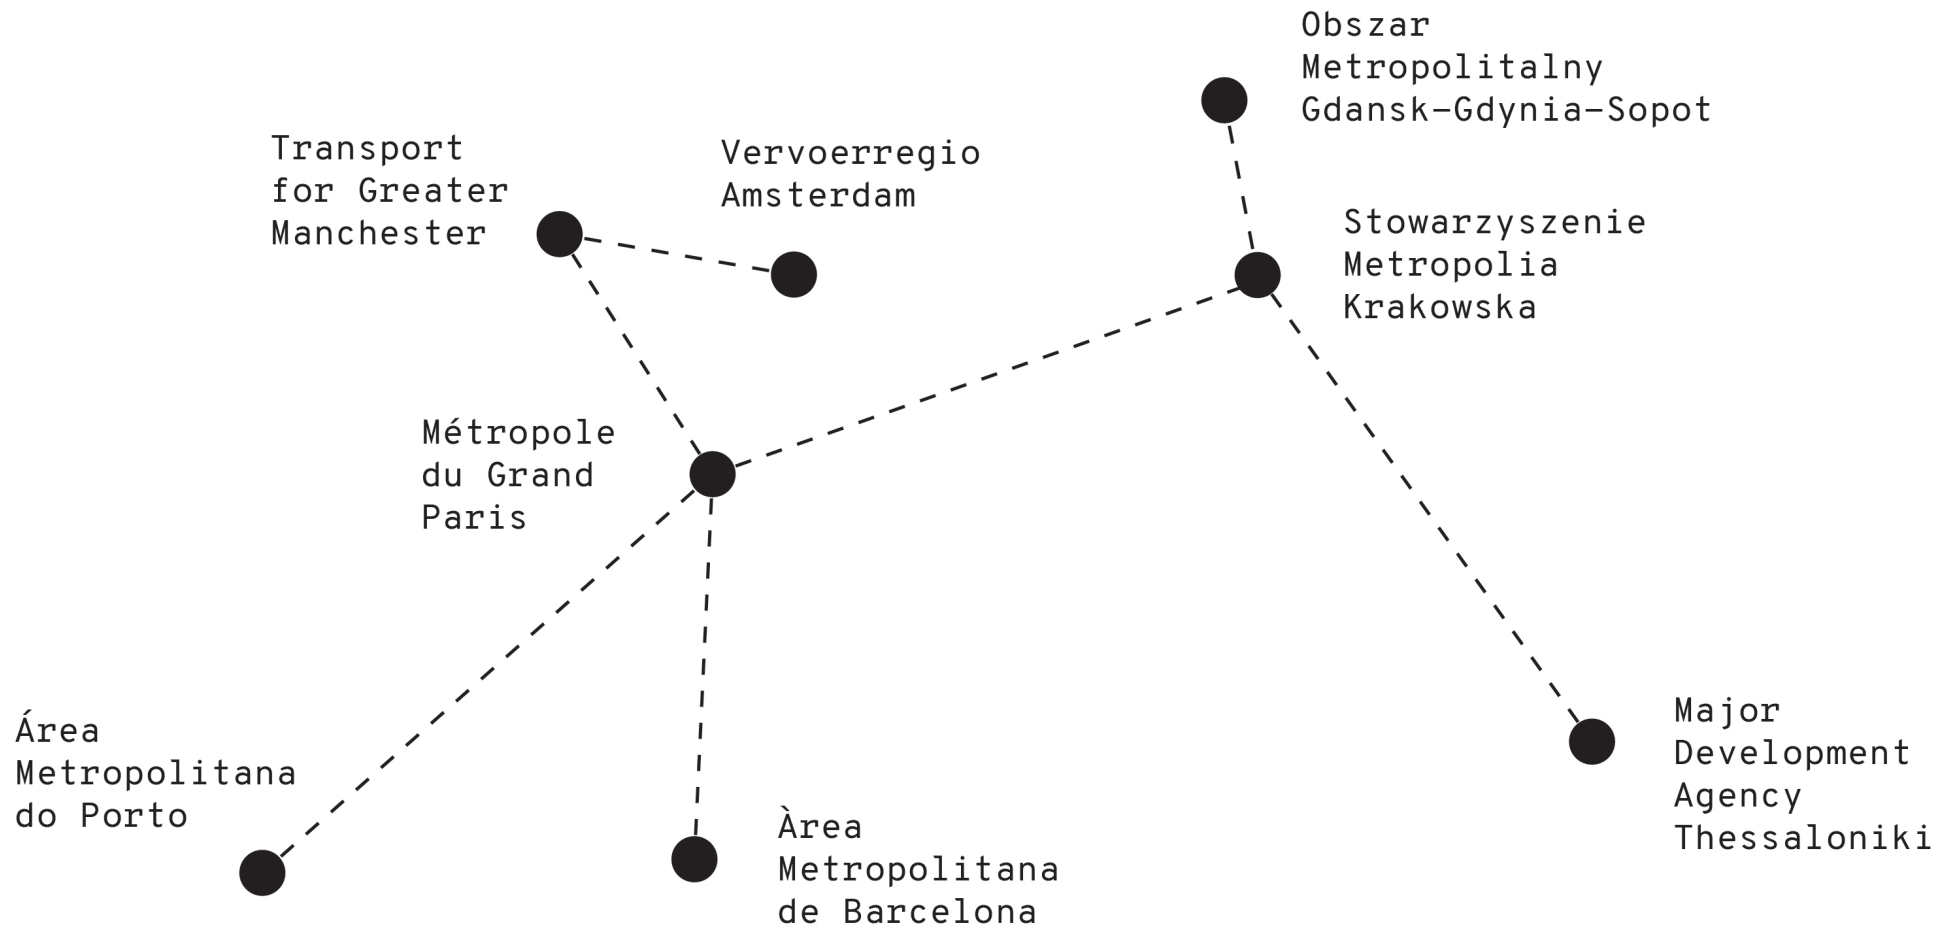 Obszar
Metropolitalny
Gdansk–Gdynia–Sopot
Transport
for Greater
Manchester
Vervoerregio
Amsterdam
Stowarzyszenie
Metropolia
Krakowska
Métropole
du Grand
Paris
Área
Metropolitana
do Porto
Major
Development
Agency
Thessaloniki
Àrea
Metropolitana
de Barcelona